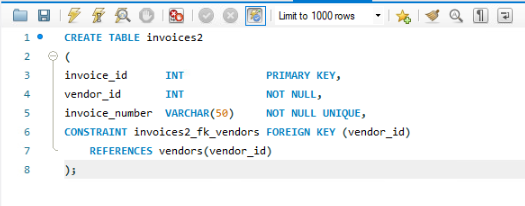 Limit to 1000 rows
1 CREATE TABLE invoices2
2 (
3 invoice_id INT PRIMARY KEY,
4 vendor_id INT NOT NULL,
5 invoice_number VARCHAR(50) NOT NULL UNIQUE,
6 CONSTRAINT invoices2_fk_vendors FOREIGN KEY (vendor_id)
7 REFERENCES vendors(vendor_id)
8 );